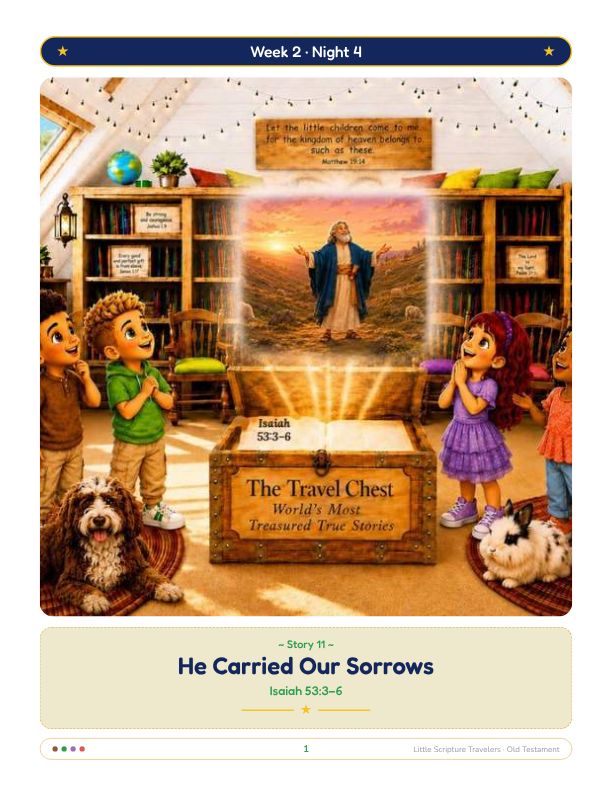 Week 2 · Night 4
Let the little children come to me,
for the kingdom of heaven belongs to
such as these.
Matthew 19:14
Be strong
and courageous.
Joshua 1:9
Every good
and perfect gift
is from above.
James 1:17
The Lord
is
my light.
Isaiah
53:3–6
The Travel Chest
World's Most
Treasured True Stories
~ Story 11 ~
He Carried Our Sorrows
Isaiah 53:3–6
1
Little Scripture Travelers · Old Testament